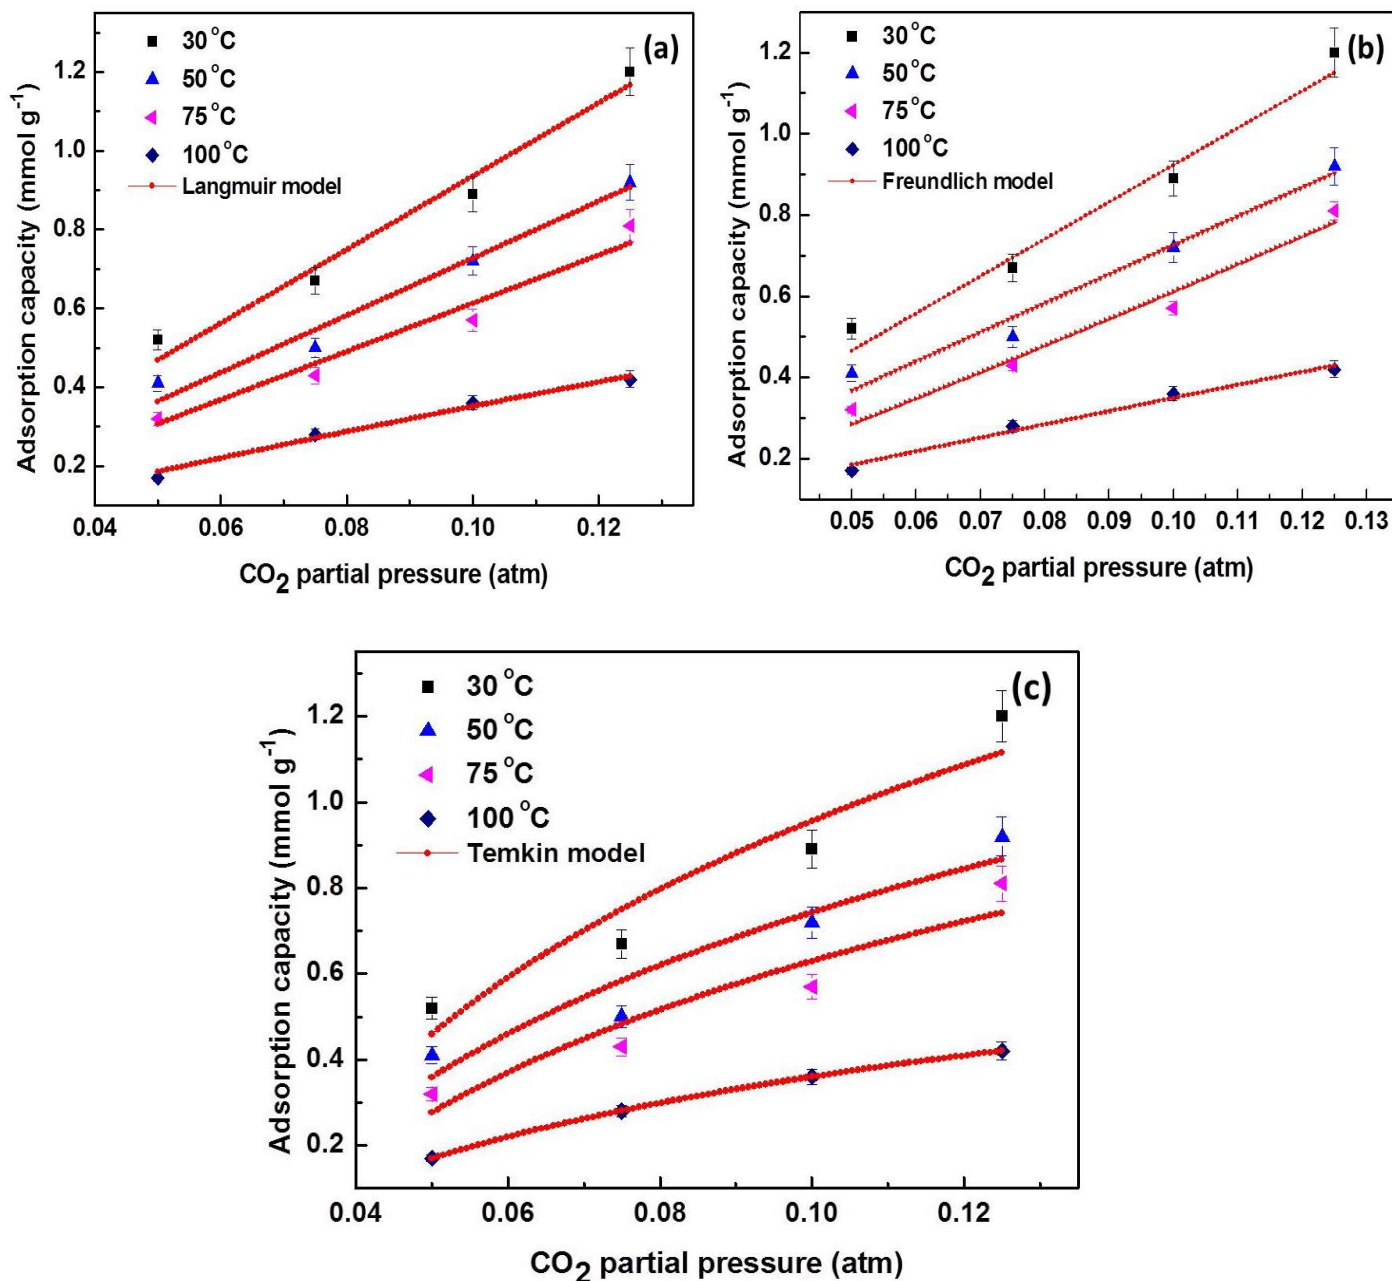 (a)
30 °C
50 °C
75 °C
100 °C
Langmuir model
1.2
1.0
0.8
0.6
0.4
0.2
Adsorption capacity (mmol g⁻¹)
0.04 0.06 0.08 0.10 0.12
CO₂ partial pressure (atm)
(b)
30 °C
50 °C
75 °C
100 °C
Freundlich model
1.2
1.0
0.8
0.6
0.4
0.2
Adsorption capacity (mmol g⁻¹)
0.05 0.06 0.07 0.08 0.09 0.10 0.11 0.12 0.13
CO₂ partial pressure (atm)
(c)
30 °C
50 °C
75 °C
100 °C
Temkin model
1.2
1.0
0.8
0.6
0.4
0.2
Adsorption capacity (mmol g⁻¹)
0.04 0.06 0.08 0.10 0.12
CO₂ partial pressure (atm)